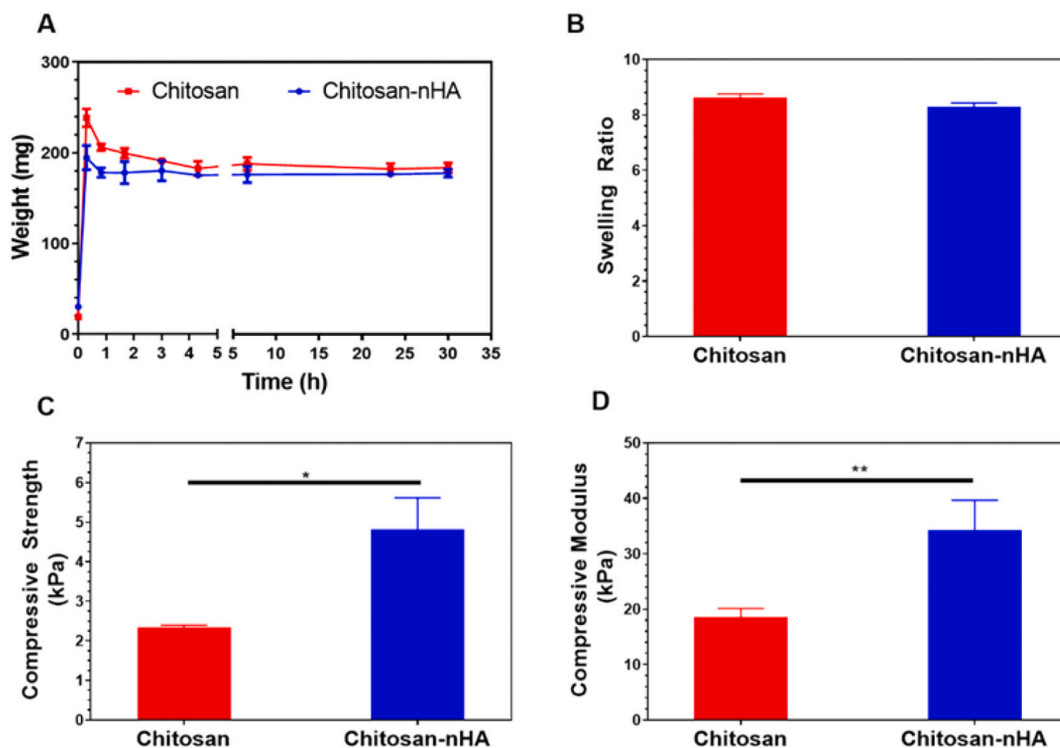 A
Weight (mg)
300
200
100
0
Chitosan
Chitosan-nHA
0 1 2 3 4 5 5 10 15 20 25 30 35
Time (h)
B
Swelling Ratio
10
8
6
4
2
0
Chitosan
Chitosan-nHA
C
Compressive Strength
(kPa)
7
6
5
4
3
2
1
0
*
Chitosan
Chitosan-nHA
D
Compressive Modulus
(kPa)
50
40
30
20
10
0
**
Chitosan
Chitosan-nHA